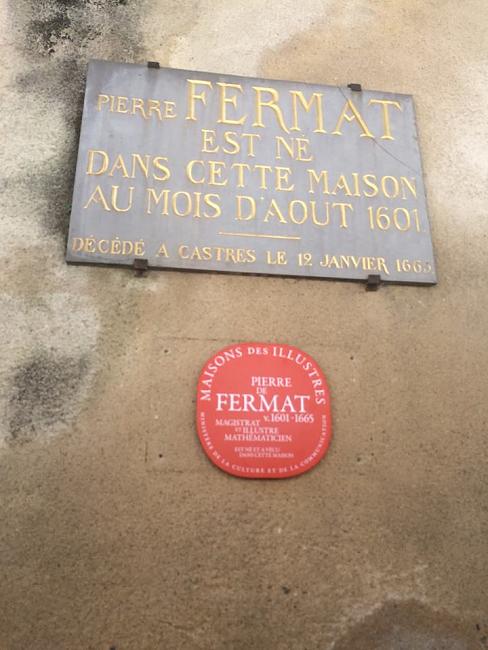 PIERRE FERMAT
EST NÉ
DANS CETTE MAISON
AU MOIS D'AOUT 1601
DÉCÉDÉ A CASTRES LE 12 JANVIER 1665
MAISONS DES ILLUSTRES
PIERRE
DE
FERMAT
v.1601-1665
MAGISTRAT
ET ILLUSTRE
MATHÉMATICIEN
EST NÉ ET A VÉCU
DANS CETTE MAISON
MINISTÈRE DE LA CULTURE ET DE LA COMMUNICATION